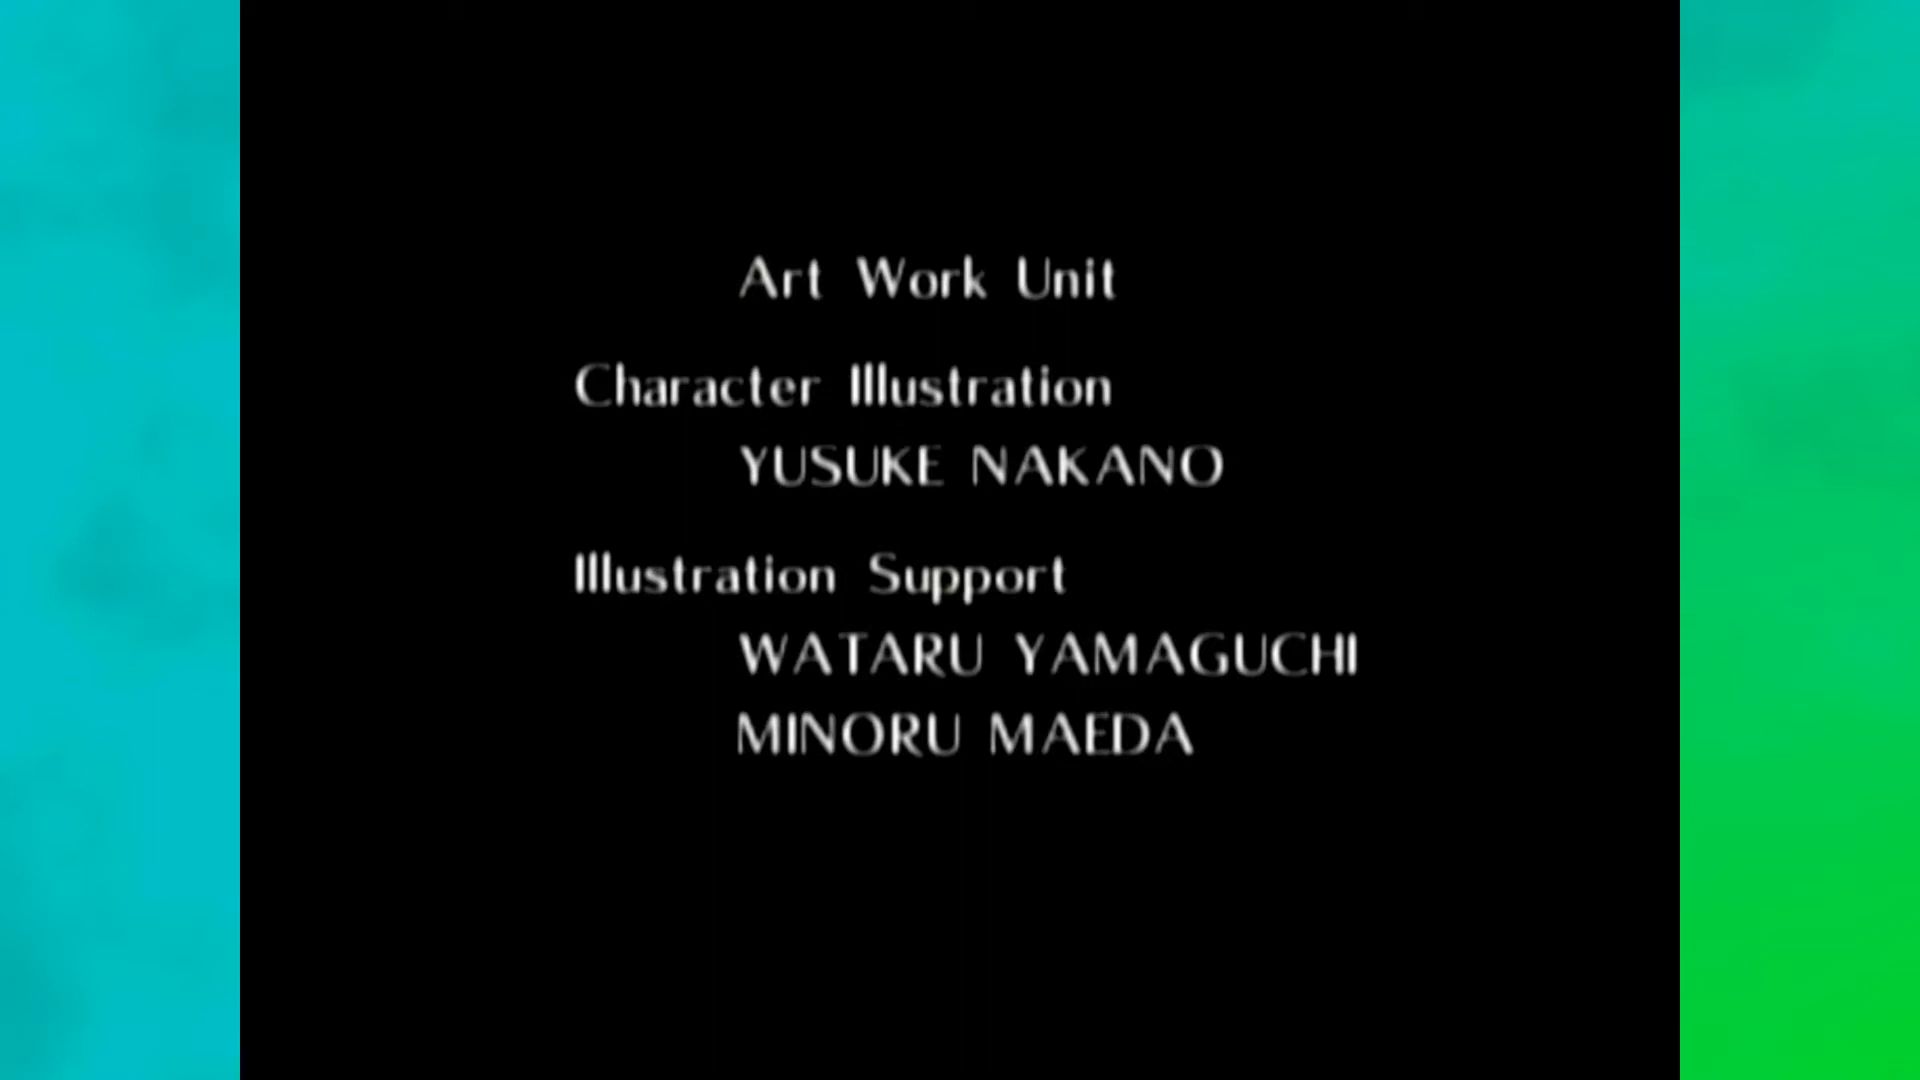 Art Work Unit
Character Illustration
YUSUKE NAKANO
Illustration Support
WATARU YAMAGUCHI
MINORU MAEDA